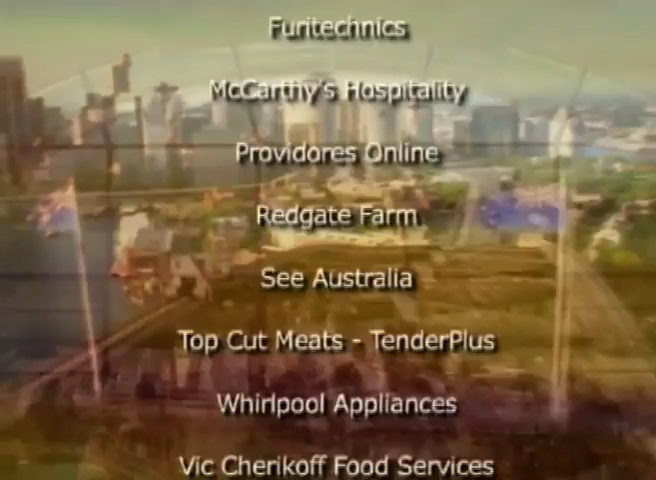 Furitechnics
McCarthy's Hospitality
Providores Online
Redgate Farm
See Australia
Top Cut Meats - TenderPlus
Whirlpool Appliances
Vic Cherikoff Food Services